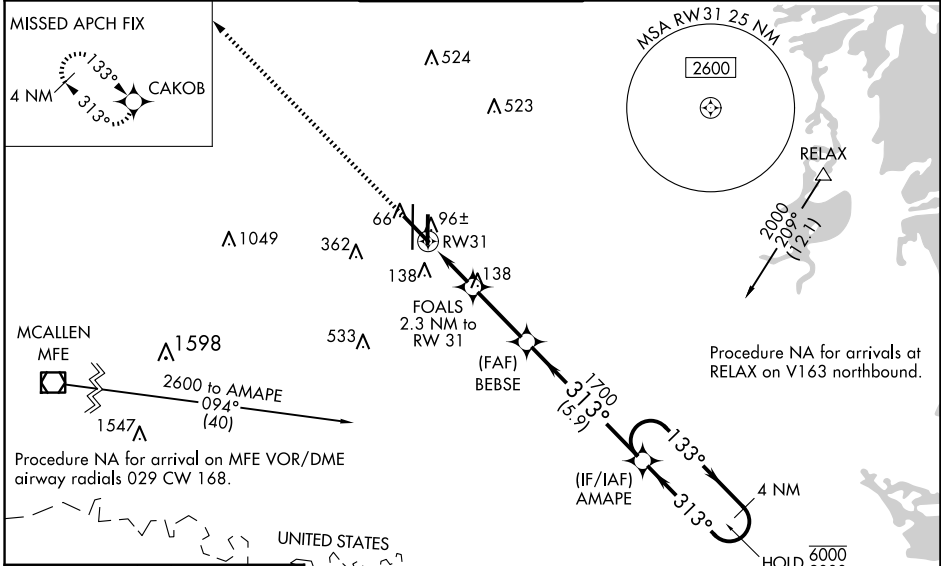 MISSED APCH FIX
133°
CAKOB
4 NM
313°
524
523
MSA RW31 25 NM
2600
RELAX
2000
209°
(12.1)
66
96±
RW31
1049
362
138
138
FOALS
2.3 NM to
RW 31
MCALLEN
MFE
1598
533
(FAF)
BEBSE
Procedure NA for arrivals at
RELAX on V163 northbound.
2600 to AMAPE
094°
(40)
1700
313°
(5.9)
1547
133°
Procedure NA for arrival on MFE VOR/DME
airway radials 029 CW 168.
(IF/IAF)
AMAPE
4 NM
313°
UNITED STATES
HOLD 6000